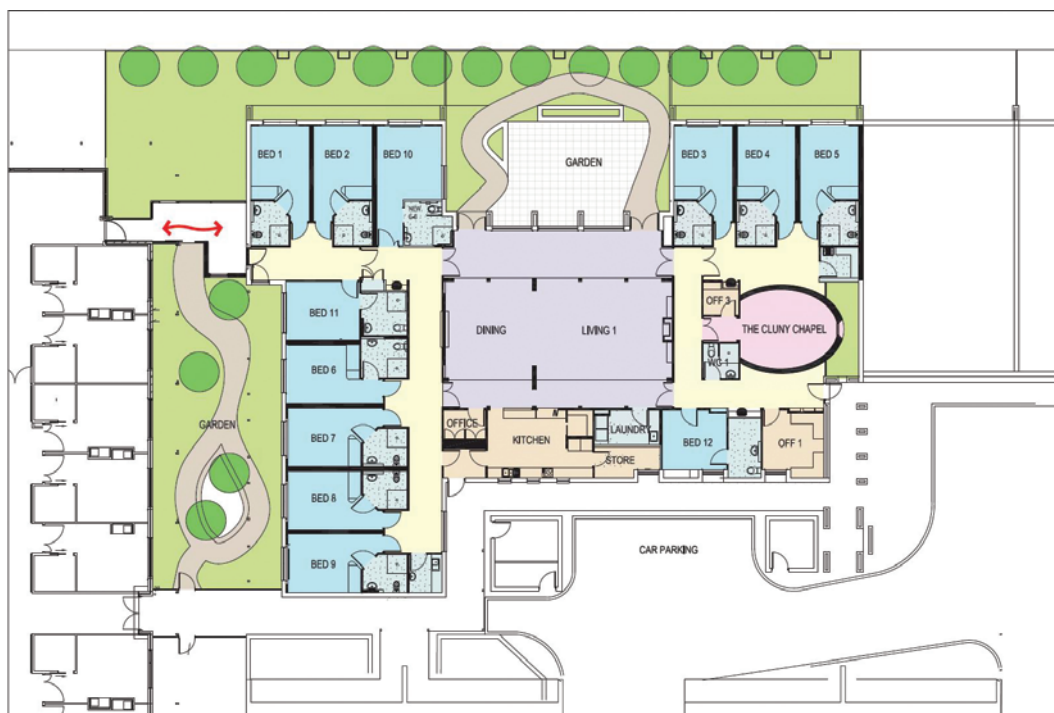 BED 1
BED 2
BED 10
BED 3
BED 4
BED 5
GARDEN
NEW
BED 11
OFF 3
DINING
LIVING 1
THE CLUNY CHAPEL
WC 1
BED 6
GARDEN
BED 7
OFFICE
KITCHEN
LAUNDRY
STORE
BED 12
OFF 1
BED 8
BED 9
CAR PARKING